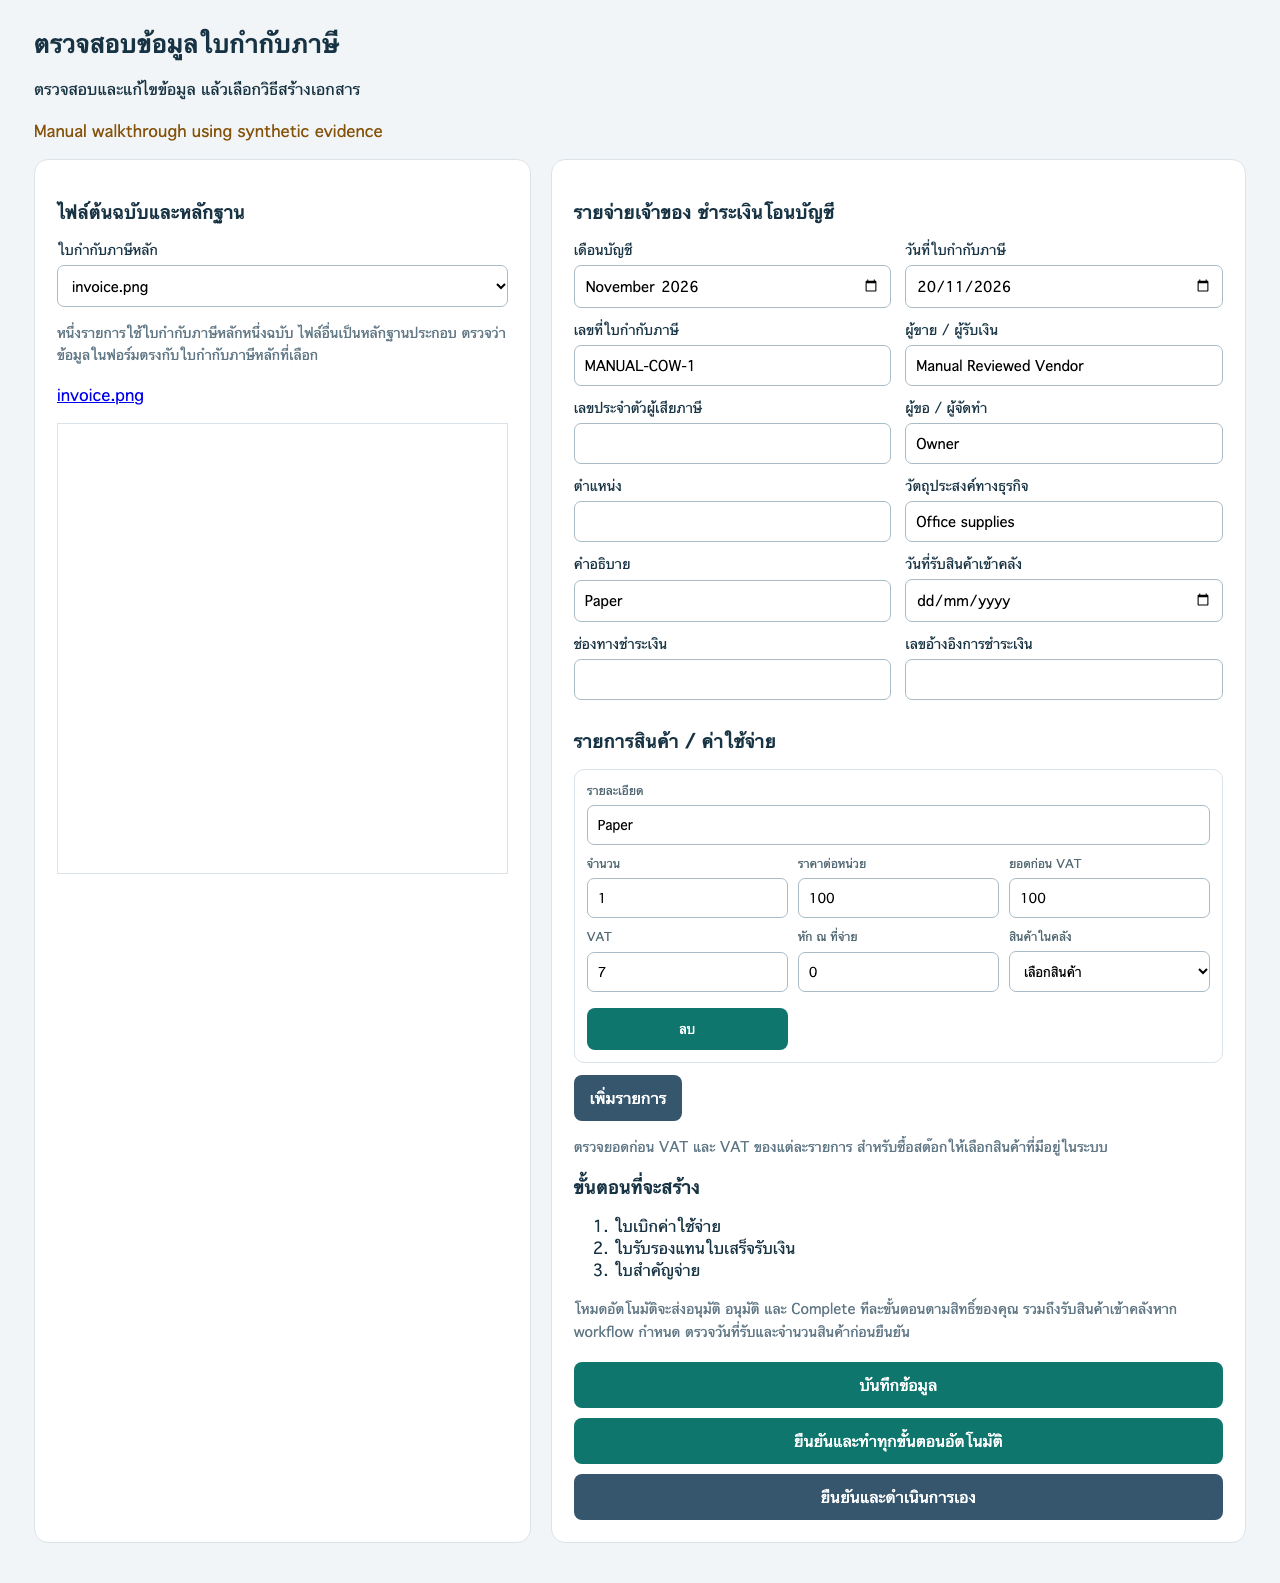 ตรวจสอบข้อมูลใบกำกับภาษี
ตรวจสอบและแก้ไขข้อมูล แล้วเลือกวิธีสร้างเอกสาร
Manual walkthrough using synthetic evidence
ไฟล์ต้นฉบับและหลักฐาน
ใบกำกับภาษีหลัก
invoice.png
หนึ่งรายการใช้ใบกำกับภาษีหลักหนึ่งฉบับ ไฟล์อื่นเป็นหลักฐานประกอบ ตรวจว่า
ข้อมูลในฟอร์มตรงกับใบกำกับภาษีหลักที่เลือก
invoice.png
รายจ่ายเจ้าของ ชำระเงินโอนบัญชี
เดือนบัญชี
วันที่ใบกำกับภาษี
November 2026
20/11/2026
เลขที่ใบกำกับภาษี
ผู้ขาย / ผู้รับเงิน
MANUAL-COW-1
Manual Reviewed Vendor
เลขประจำตัวผู้เสียภาษี
ผู้ขอ / ผู้จัดทำ
Owner
ตำแหน่ง
วัตถุประสงค์ทางธุรกิจ
Office supplies
คำอธิบาย
วันที่รับสินค้าเข้าคลัง
Paper
dd/mm/yyyy
ช่องทางชำระเงิน
เลขอ้างอิงการชำระเงิน
รายการสินค้า / ค่าใช้จ่าย
รายละเอียด
Paper
จำนวน
ราคาต่อหน่วย
ยอดก่อน VAT
1
100
100
VAT
หัก ณ ที่จ่าย
สินค้าในคลัง
7
0
เลือกสินค้า
ลบ
เพิ่มรายการ
ตรวจยอดก่อน VAT และ VAT ของแต่ละรายการ สำหรับซื้อสต๊อกให้เลือกสินค้าที่มีอยู่ในระบบ
ขั้นตอนที่จะสร้าง
1. ใบเบิกค่าใช้จ่าย
2. ใบรับรองแทนใบเสร็จรับเงิน
3. ใบสำคัญจ่าย
โหมดอัตโนมัติจะส่งอนุมัติ อนุมัติ และ Complete ทีละขั้นตอนตามสิทธิ์ของคุณ รวมถึงรับสินค้าเข้าคลังหาก
workflow กำหนด ตรวจวันที่รับและจำนวนสินค้าก่อนยืนยัน
บันทึกข้อมูล
ยืนยันและทำทุกขั้นตอนอัตโนมัติ
ยืนยันและดำเนินการเอง